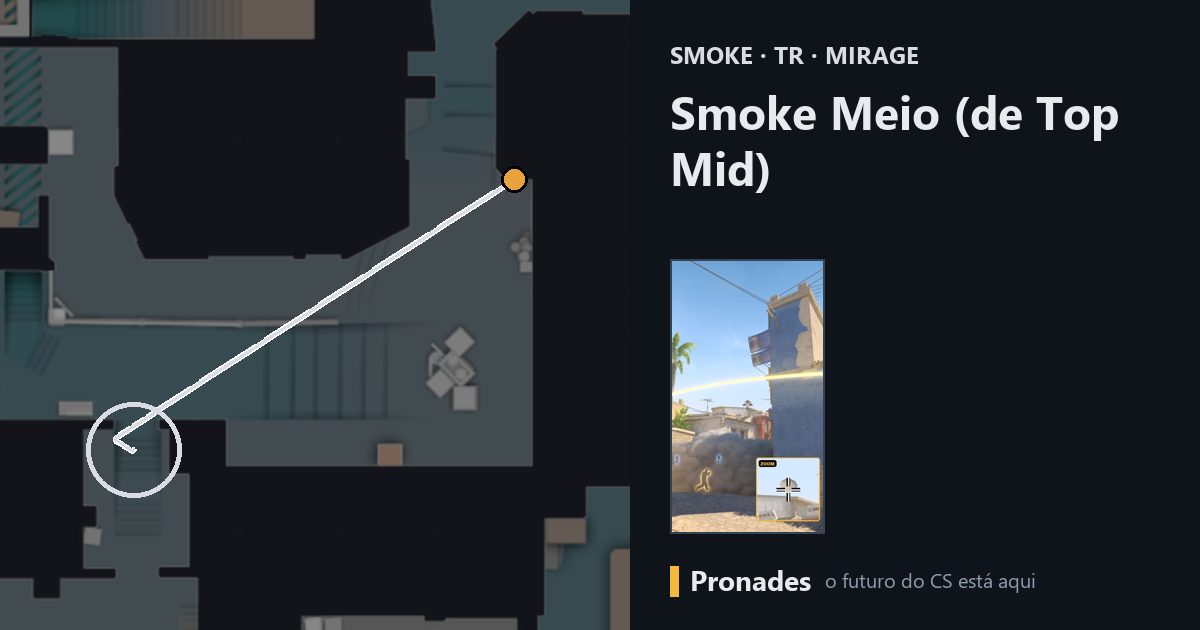 SMOKE · TR · MIRAGE
Smoke Meio (de Top
Mid)
ZOOM
Pronades o futuro do CS está aqui